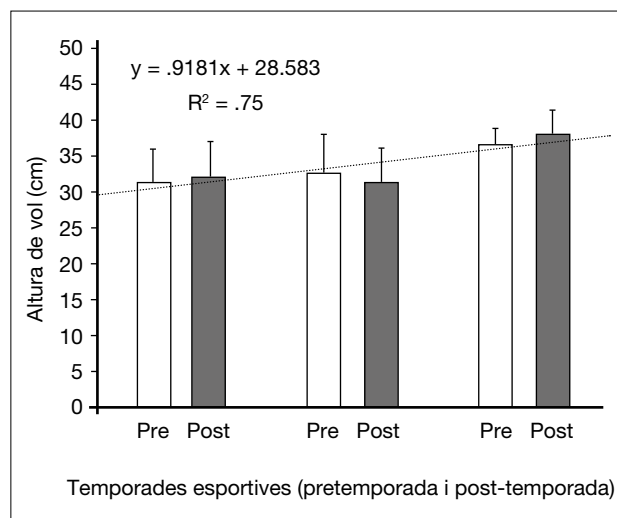 50
45
40
35
30
25
20
15
10
5
0
Altura de vol (cm)
y = .9181x + 28.583
R² = .75
Pre Post Pre Post Pre Post
Temporades esportives (pretemporada i post-temporada)